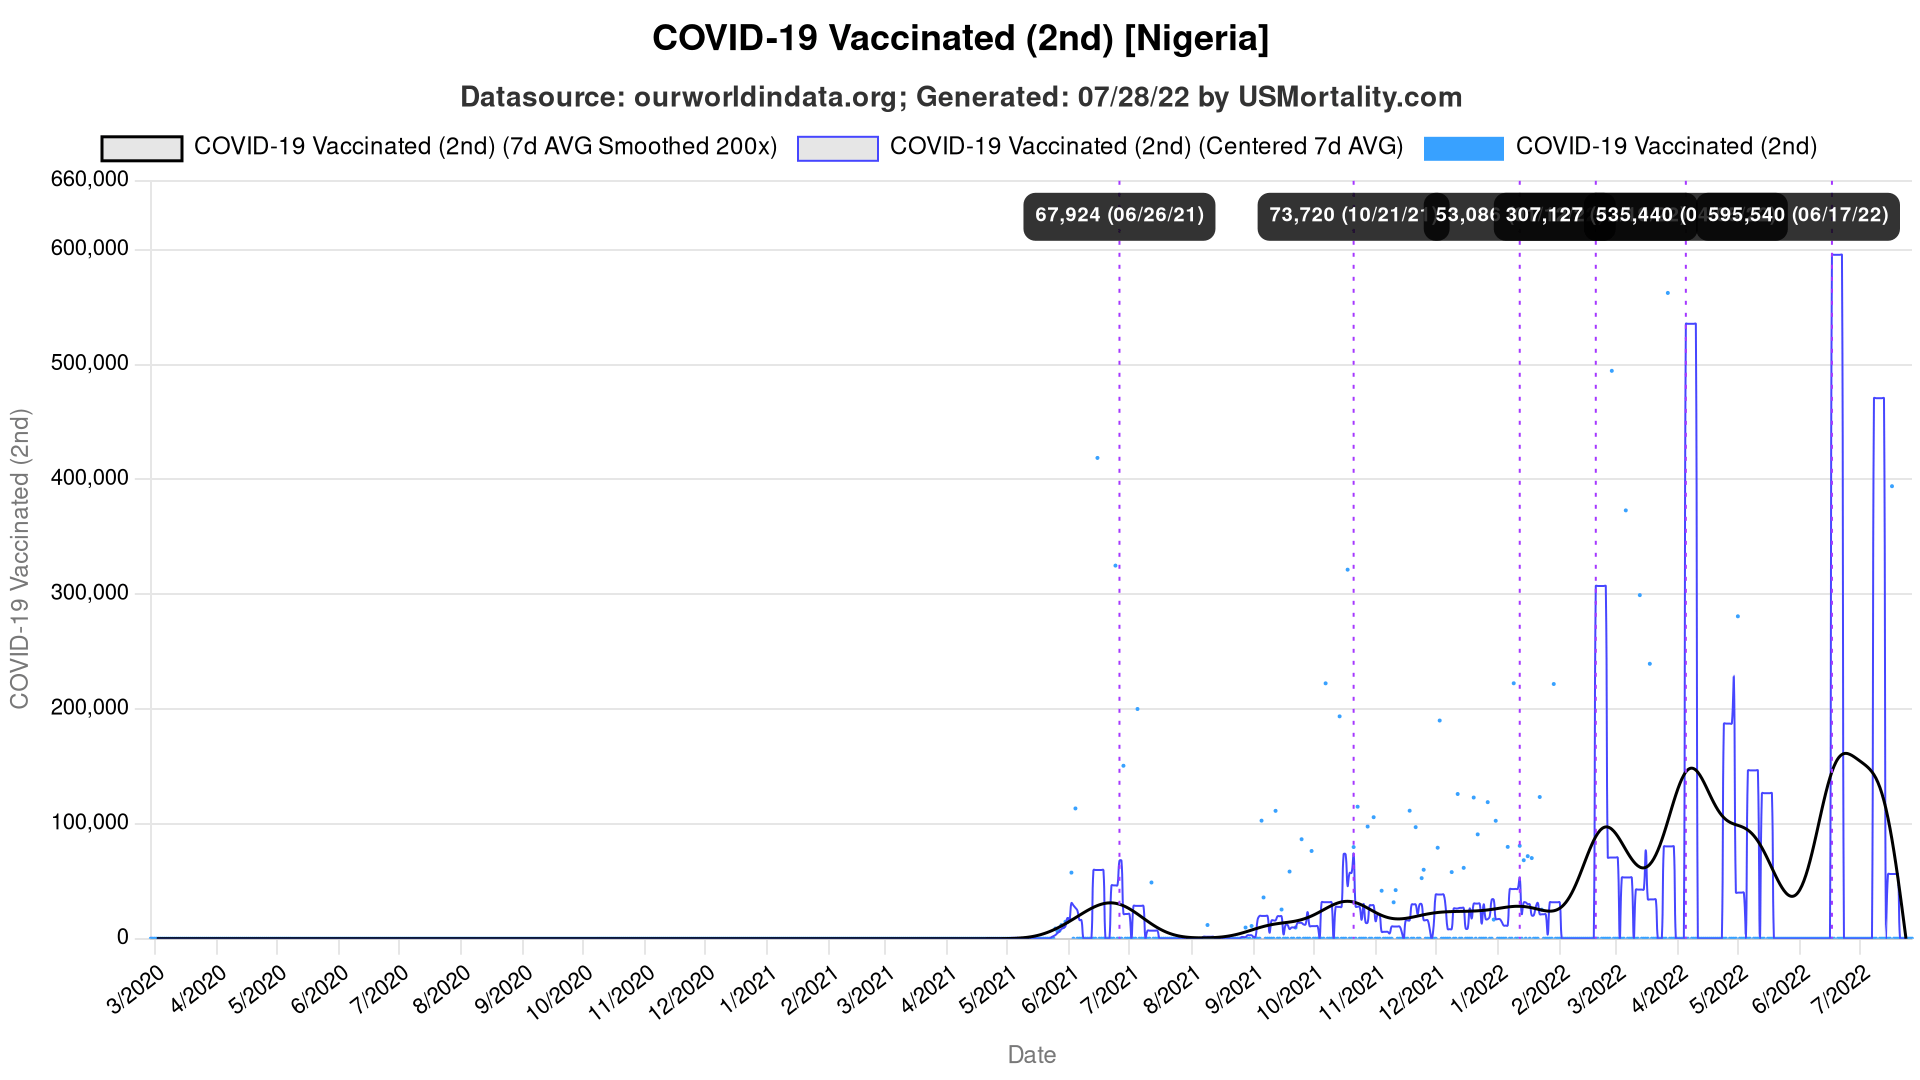 COVID-19 Vaccinated (2nd) [Nigeria]
Datasource: ourworldindata.org; Generated: 07/28/22 by USMortality.com
COVID-19 Vaccinated (2nd) (7d AVG Smoothed 200x) COVID-19 Vaccinated (2nd) (Centered 7d AVG) COVID-19 Vaccinated (2nd)
660,000
67,924 (06/26/21) 73,720 (10/21/21) 53,086 307,127 535,440 (04 595,540 (06/17/22)
600,000
500,000
400,000
300,000
200,000
100,000
0
COVID-19 Vaccinated (2nd)
3/2020 4/2020 5/2020 6/2020 7/2020 8/2020 9/2020 10/2020 11/2020 12/2020 1/2021 2/2021 3/2021 4/2021 5/2021 6/2021 7/2021 8/2021 9/2021 10/2021 11/2021 12/2021 1/2022 2/2022 3/2022 4/2022 5/2022 6/2022 7/2022
Date